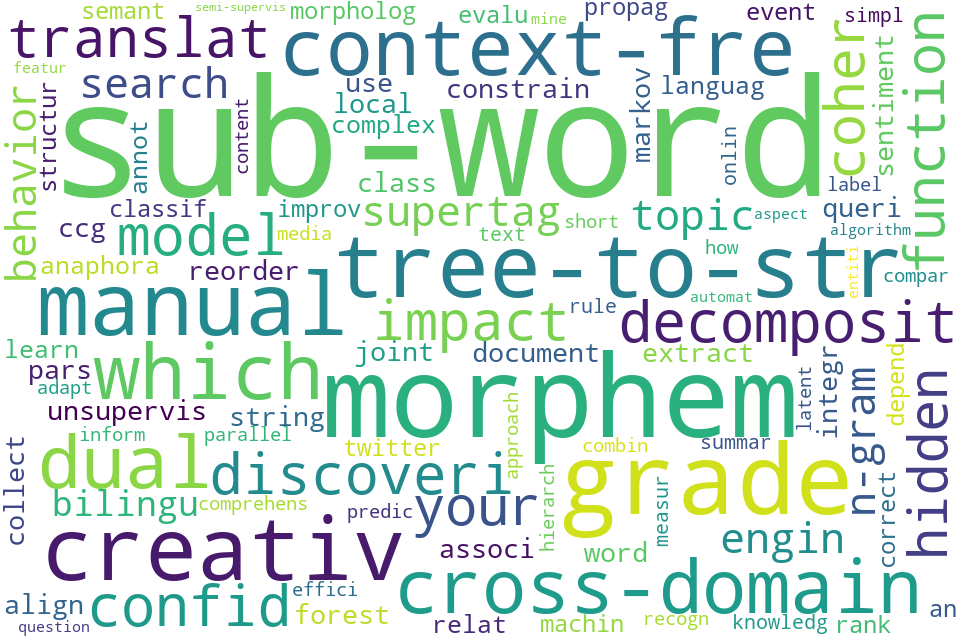 semant
semi-supervis
morpholog
evalu
mine
propag
event
simpl
translat
context-fre
coher
function
sentiment
featur
search
use
constrain
markov
languag
local
complex
sub-word
behavior
structur
annot
content
onlin
class
label
classif
improv
supertag
short
topic
aspect
queri
algorithm
ccg
model
media
text
how
anaphora
reorder
tree-to-str
entiti
compar
manual
impact
rule
automat
decomposit
learn
pars
adapt
which
joint
document
extract
integr
n-gram
depend
hidden
unsupervis
string
morphem
latent
inform
parallel
twitter
approach
combin
summar
collect
dual
discoveri
grade
bilingu
comprehens
predic
your
hierarch
measur
correct
creativ
associ
word
engin
cross-domain
align
confid
effici
forest
question
relat
machin
recogn
knowledg
rank
an